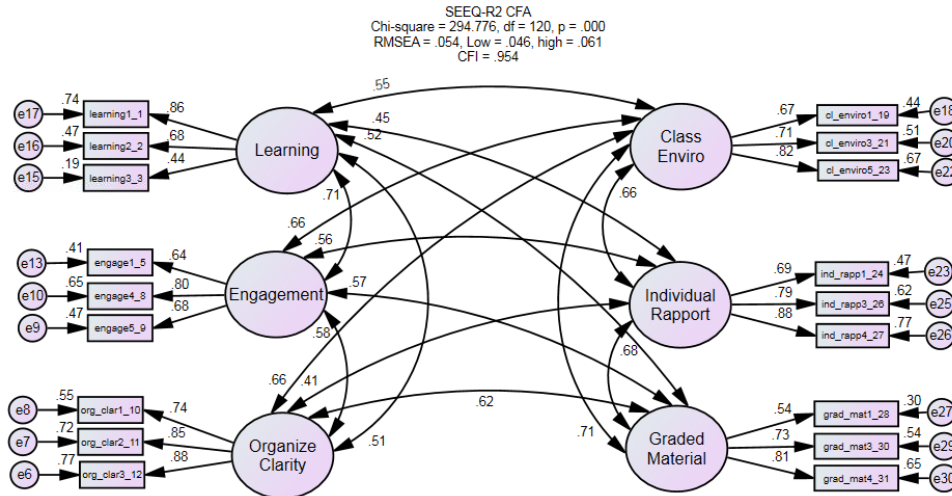 SEEQ-R2 CFA
Chi-square = 294.776, df = 120, p = .000
RMSEA = .054, Low = .046, high = .061
CFI = .954
.55
.45
.52
e17
.74
learning1_1
.86
e16
.47
learning2_2
.68
e15
.19
learning3_3
.44
Learning
Class
Enviro
.67
cl_enviro1_19
.44
e18
.71
cl_enviro3_21
.51
e20
.82
cl_enviro5_23
.67
e22
.71
.66
.66
.56
e13
.41
engage1_5
.64
e10
.65
engage4_8
.80
e9
.47
engage5_9
.68
Engagement
.57
.58
Individual
Rapport
.69
ind_rapp1_24
.47
e23
.79
ind_rapp3_26
.62
e25
.88
ind_rapp4_27
.77
e26
.68
.66
.41
.62
.51
.71
e8
.55
org_clar1_10
.74
e7
.72
org_clar2_11
.85
e6
.77
org_clar3_12
.88
Organize
Clarity
Graded
Material
.54
grad_mat1_28
.30
e27
.73
grad_mat3_30
.54
e29
.81
grad_mat4_31
.65
e30